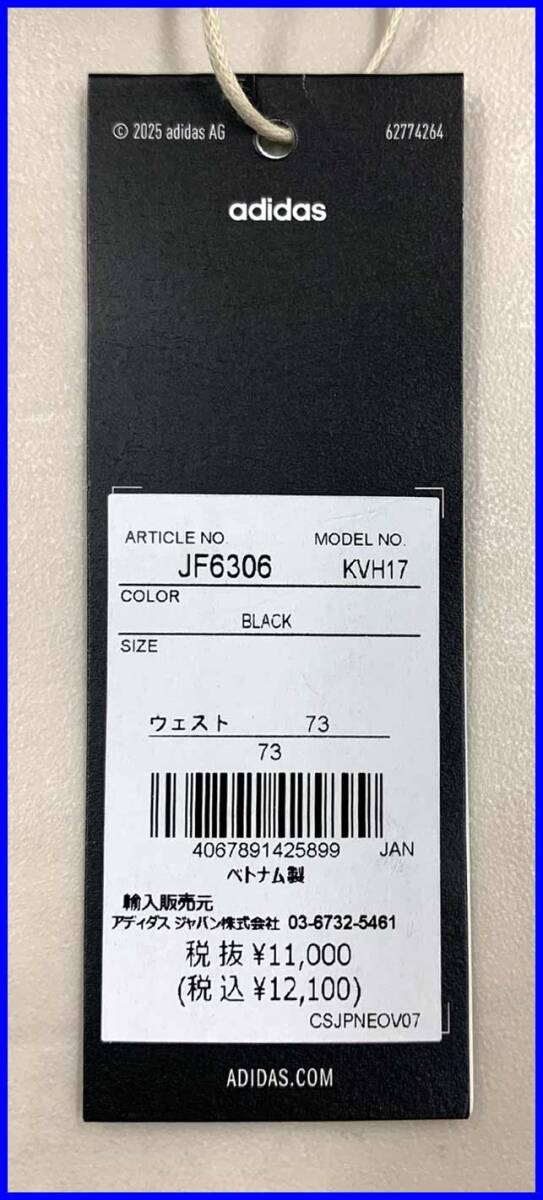 © 2025 adidas AG 62774264
adidas
ARTICLE NO. MODEL NO.
JF6306 KVH17
COLOR
BLACK
SIZE
ウェスト 73
73
4067891425899 JAN
ベトナム製
輸入販売元
アディダス ジャパン株式会社 03-6732-5461
税抜 ¥11,000
(税込 ¥12,100)
CSJPNEOV07
ADIDAS.COM